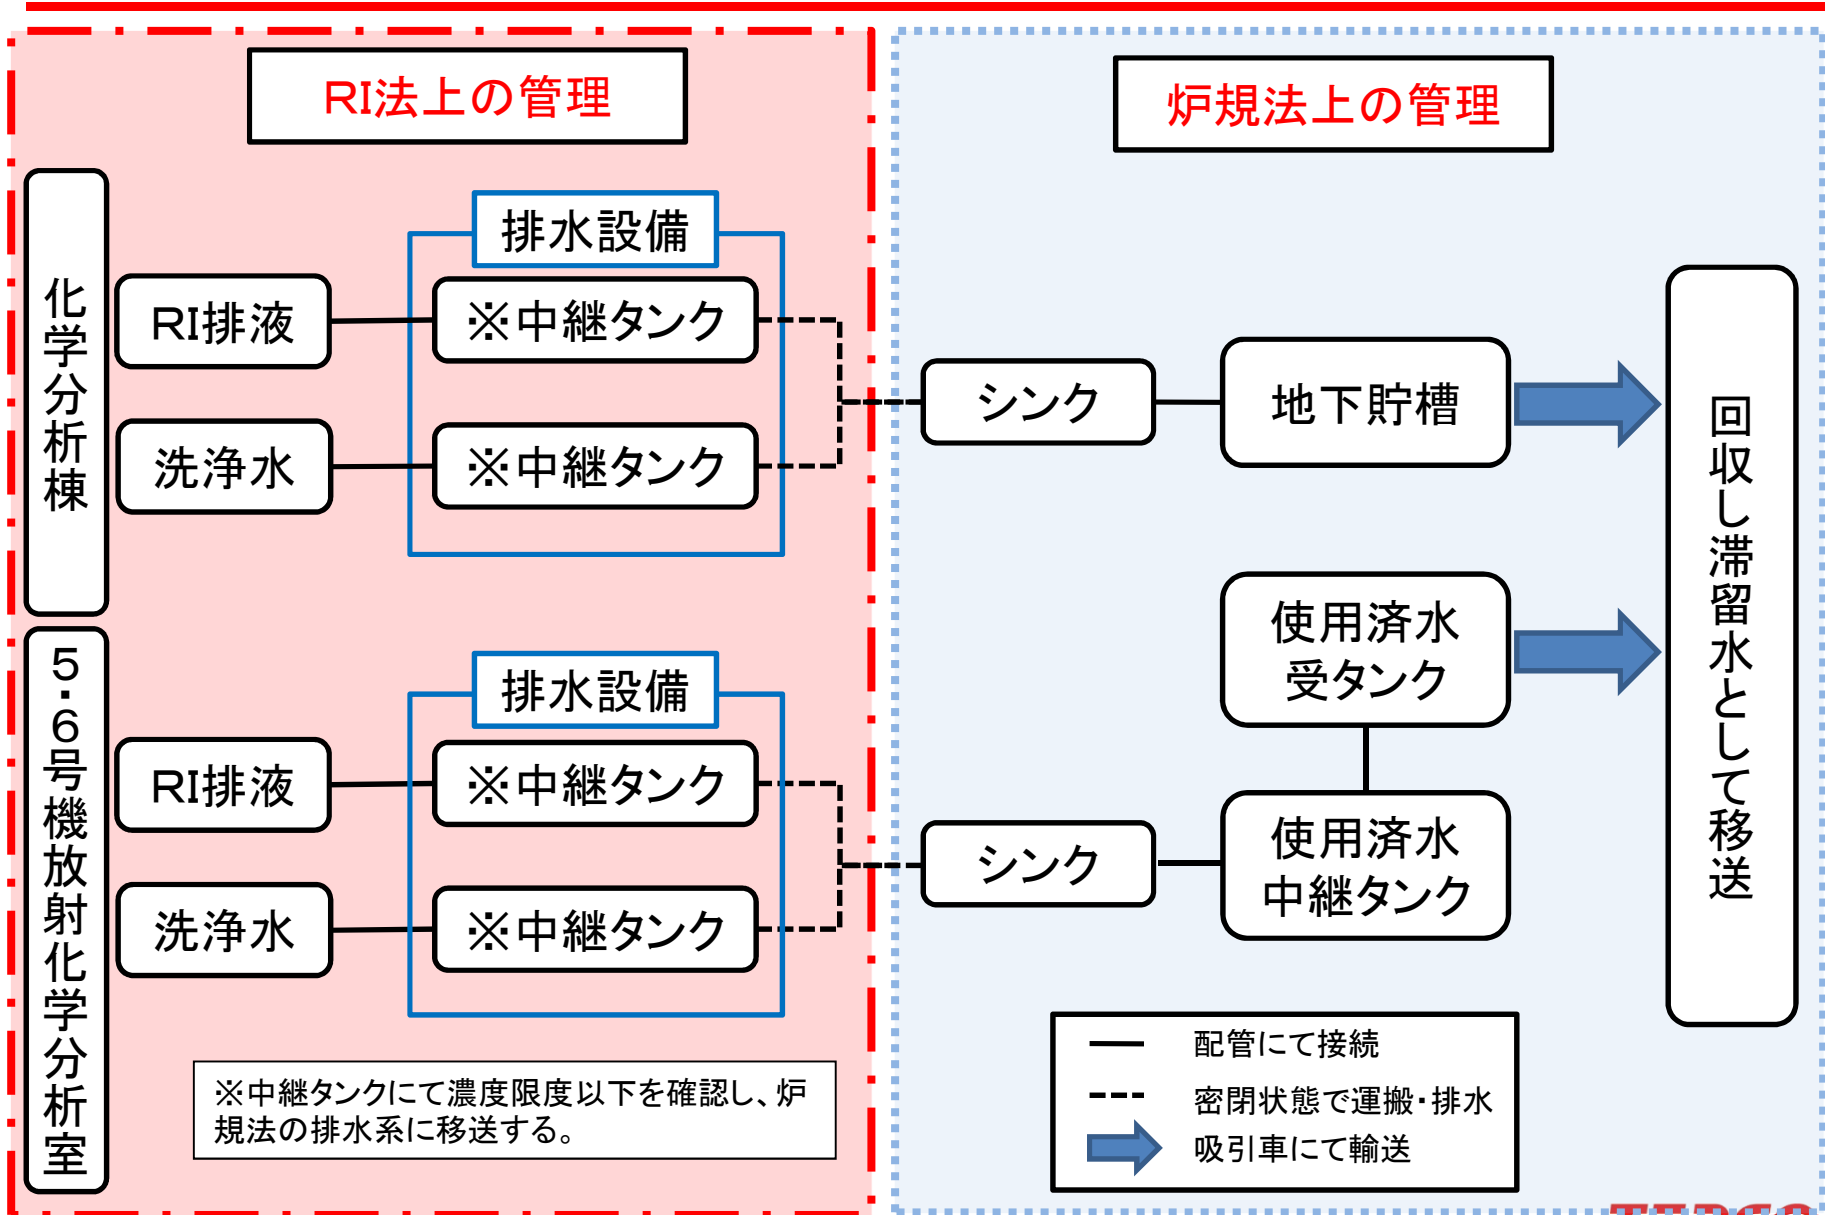 RI法上の管理
炉規法上の管理
化学分析棟
排水設備
RI排液
※中継タンク
洗浄水
※中継タンク
シンク
地下貯槽
5・6号機放射化学分析室
排水設備
RI排液
※中継タンク
洗浄水
※中継タンク
シンク
使用済水
受タンク
使用済水
中継タンク
回収し滞留水として移送
※中継タンクにて濃度限度以下を確認し、炉
規法の排水系に移送する。
配管にて接続
密閉状態で運搬・排水
吸引車にて輸送